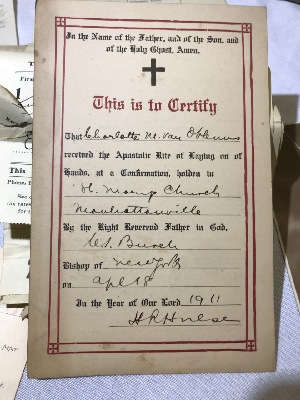 In the Name of the Father, and of the Son, and
of the Holy Ghost, Amen.
This is to Certify
That Charlotte M. Van
received the Apostolic Rite of Laying on of
Hands, at a Confirmation, holden in
St. Mary's Church
Manhattanville
By the Right Reverend Father in God,
Burch
Bishop of New York
on Apl 18
In the Year of Our Lord 1911
H R Hulse
This
Phone,